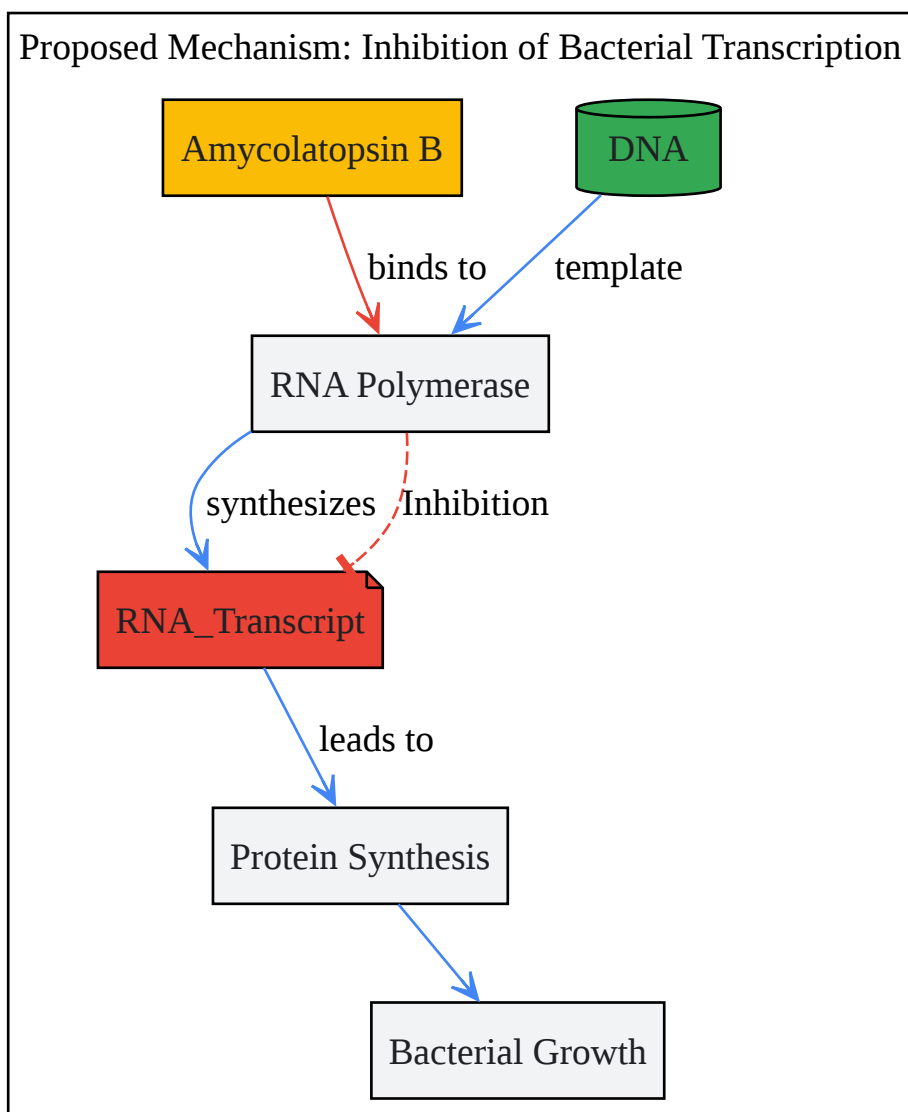 Proposed Mechanism: Inhibition of Bacterial Transcription
Amycolatopsin B
DNA
binds to
template
RNA Polymerase
synthesizes
Inhibition
RNA_Transcript
leads to
Protein Synthesis
Bacterial Growth